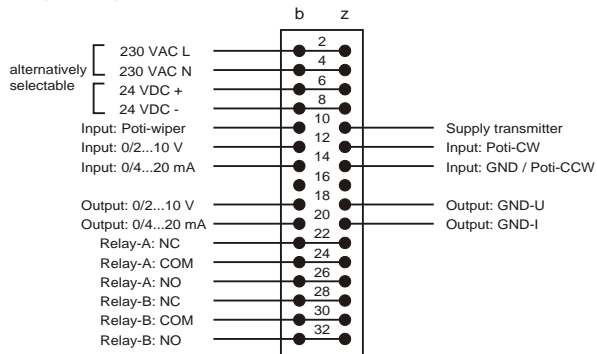 b z
230 VAC L 2
alternatively selectable
230 VAC N 4
24 VDC + 6
24 VDC - 8
Input: Poti-wiper 10 Supply transmitter
Input: 0/2...10 V 12 Input: Poti-CW
Input: 0/4...20 mA 14 Input: GND / Poti-CCW
16
Output: 0/2...10 V 18 Output: GND-U
Output: 0/4...20 mA 20 Output: GND-I
Relay-A: NC 22
Relay-A: COM 24
Relay-A: NO 26
Relay-B: NC 28
Relay-B: COM 30
Relay-B: NO 32